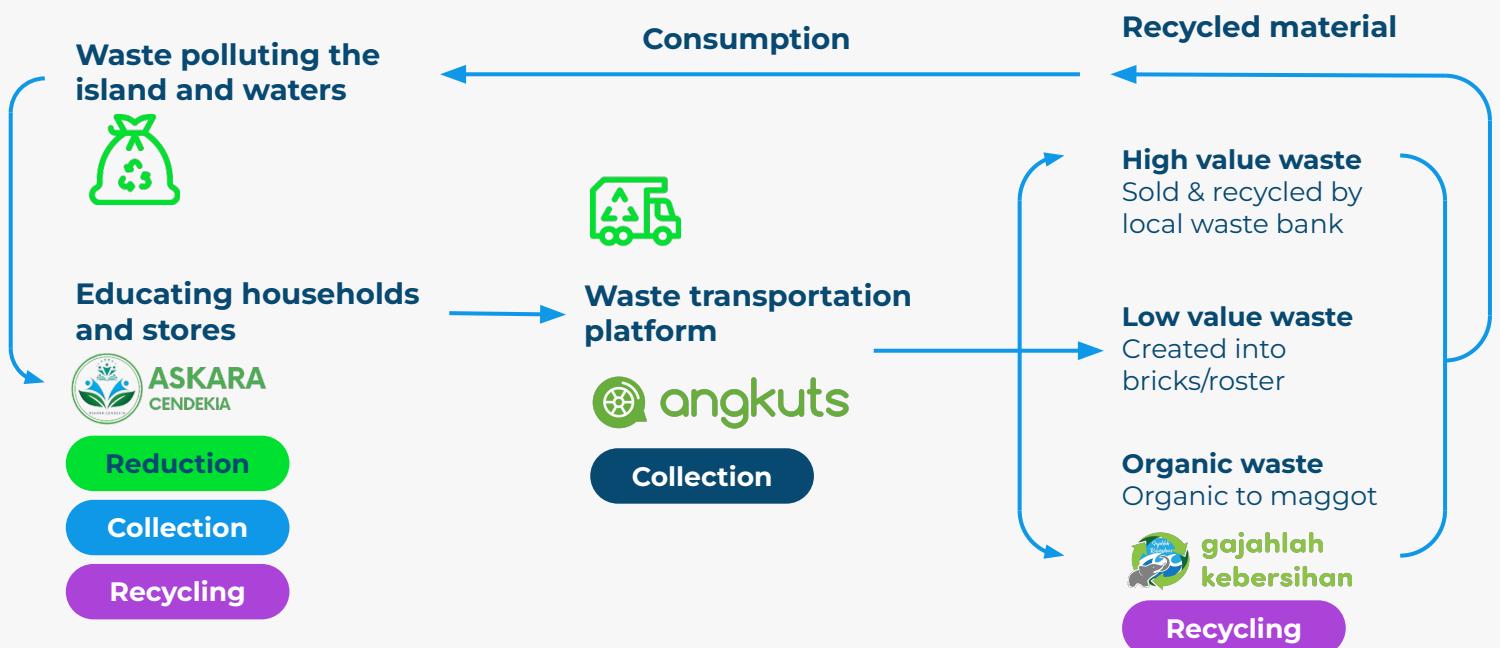 Waste polluting the
island and waters
Consumption
Recycled material
Educating households
and stores
ASKARA
CENDEKIA
Reduction
Collection
Recycling
Waste transportation
platform
angkuts
Collection
High value waste
Sold & recycled by
local waste bank
Low value waste
Created into
bricks/roster
Organic waste
Organic to maggot
gajahlah
kebersihan
Recycling